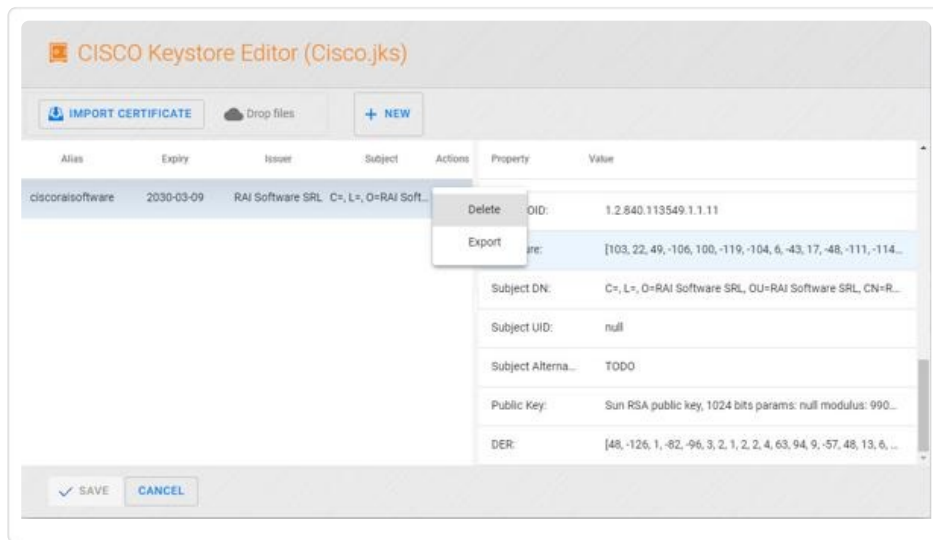 CISCO Keystore Editor (Cisco.jks)
IMPORT CERTIFICATE Drop files + NEW
Alias Expiry Issuer Subject Actions Property Value
ciscoraisoftware 2030-03-09 RAI Software SRL C=, L=, O=RAI Soft...
Delete
Export
OID: 1.2.840.113549.1.1.11
ure: [103, 22, 49, -106, 100, -119, -104, 6, -43, 17, -48, -111, -114...
Subject DN: C=, L=, O=RAI Software SRL, OU=RAI Software SRL, CN=R...
Subject UID: null
Subject Alterna... TODO
Public Key: Sun RSA public key, 1024 bits params: null modulus: 990...
DER: [48, -126, 1, -82, -96, 3, 2, 1, 2, 2, 4, 63, 94, 9, -57, 48, 13, 6, ...
SAVE CANCEL